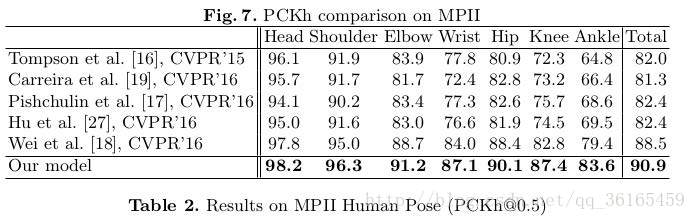 Fig. 7. PCKh comparison on MPII
Head Shoulder Elbow Wrist Hip Knee Ankle Total
Tompson et al. [16], CVPR'15 96.1 91.9 83.9 77.8 80.9 72.3 64.8 82.0
Carreira et al. [19], CVPR'16 95.7 91.7 81.7 72.4 82.8 73.2 66.4 81.3
Pishchulin et al. [17], CVPR'16 94.1 90.2 83.4 77.3 82.6 75.7 68.6 82.4
Hu et al. [27], CVPR'16 95.0 91.6 83.0 76.6 81.9 74.5 69.5 82.4
Wei et al. [18], CVPR'16 97.8 95.0 88.7 84.0 88.4 82.8 79.4 88.5
Our model 98.2 96.3 91.2 87.1 90.1 87.4 83.6 90.9
Table 2. Results on MPII Human Pose (PCKh@0.5)